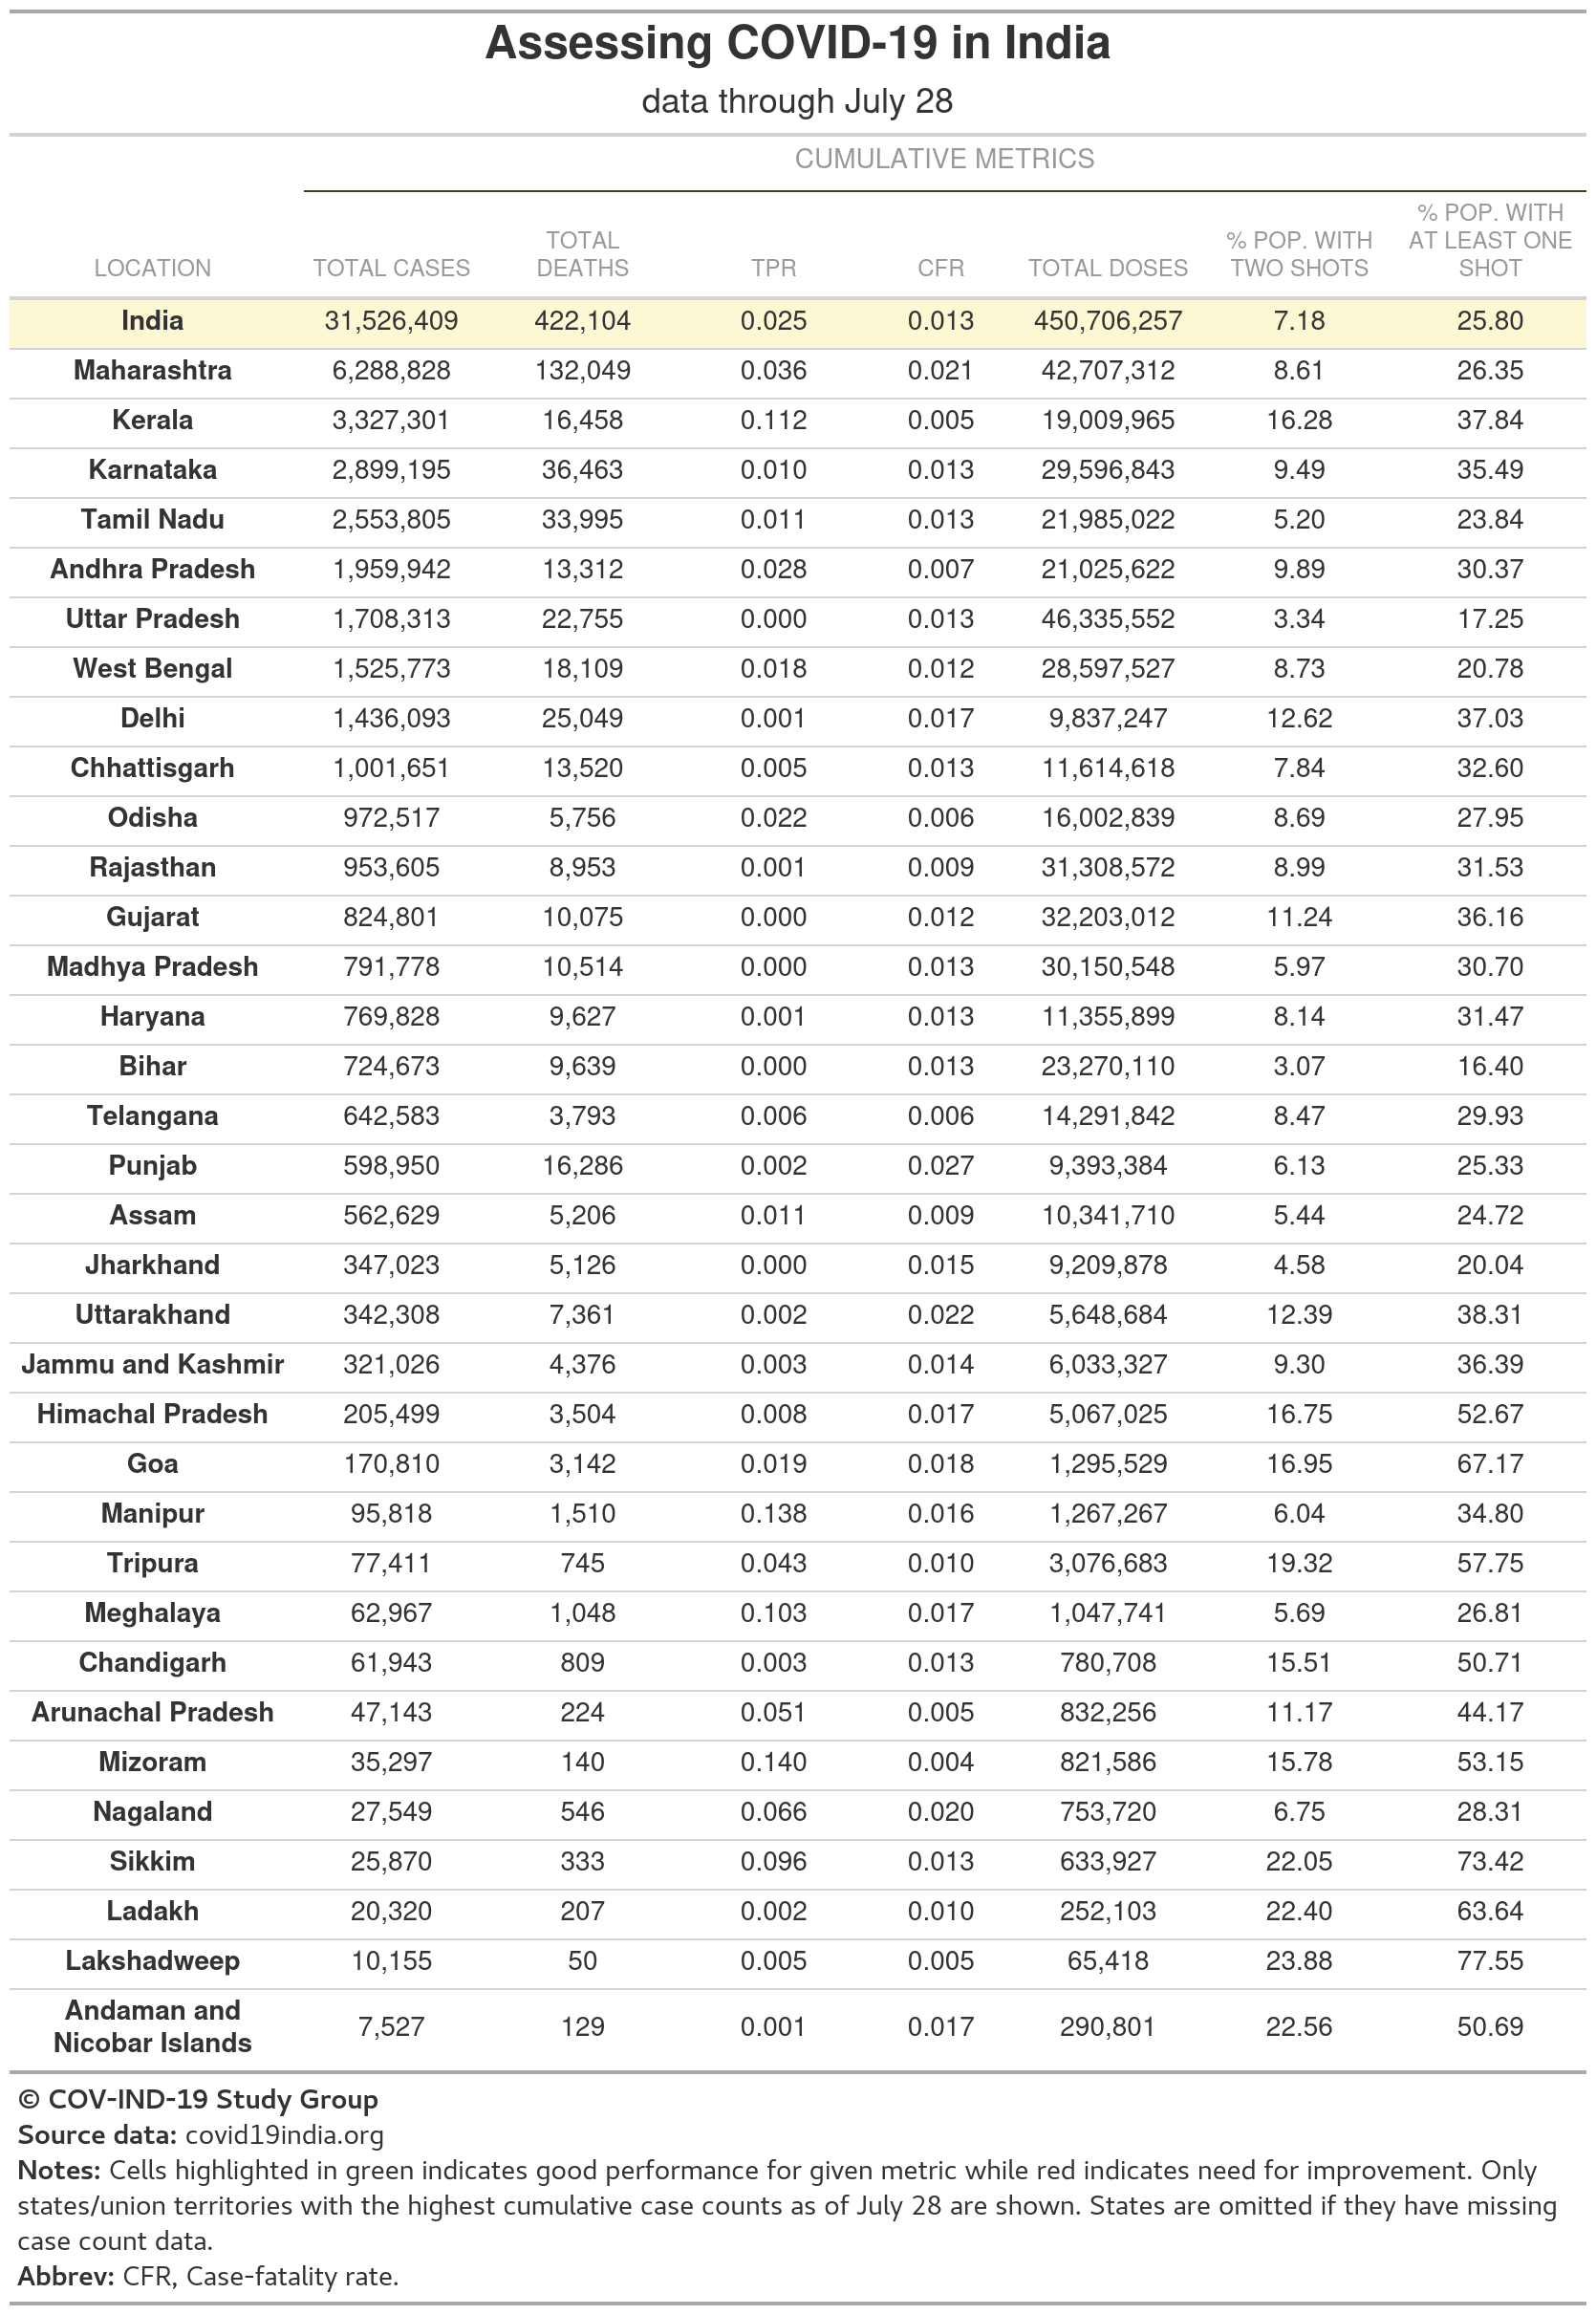 Assessing COVID-19 in India
data through July 28
CUMULATIVE METRICS
LOCATION TOTAL CASES TOTAL DEATHS TPR CFR TOTAL DOSES % POP. WITH TWO SHOTS % POP. WITH AT LEAST ONE SHOT
India 31,526,409 422,104 0.025 0.013 450,706,257 7.18 25.80
Maharashtra 6,288,828 132,049 0.036 0.021 42,707,312 8.61 26.35
Kerala 3,327,301 16,458 0.112 0.005 19,009,965 16.28 37.84
Karnataka 2,899,195 36,463 0.010 0.013 29,596,843 9.49 35.49
Tamil Nadu 2,553,805 33,995 0.011 0.013 21,985,022 5.20 23.84
Andhra Pradesh 1,959,942 13,312 0.028 0.007 21,025,622 9.89 30.37
Uttar Pradesh 1,708,313 22,755 0.000 0.013 46,335,552 3.34 17.25
West Bengal 1,525,773 18,109 0.018 0.012 28,597,527 8.73 20.78
Delhi 1,436,093 25,049 0.001 0.017 9,837,247 12.62 37.03
Chhattisgarh 1,001,651 13,520 0.005 0.013 11,614,618 7.84 32.60
Odisha 972,517 5,756 0.022 0.006 16,002,839 8.69 27.95
Rajasthan 953,605 8,953 0.001 0.009 31,308,572 8.99 31.53
Gujarat 824,801 10,075 0.000 0.012 32,203,012 11.24 36.16
Madhya Pradesh 791,778 10,514 0.000 0.013 30,150,548 5.97 30.70
Haryana 769,828 9,627 0.001 0.013 11,355,899 8.14 31.47
Bihar 724,673 9,639 0.000 0.013 23,270,110 3.07 16.40
Telangana 642,583 3,793 0.006 0.006 14,291,842 8.47 29.93
Punjab 598,950 16,286 0.002 0.027 9,393,384 6.13 25.33
Assam 562,629 5,206 0.011 0.009 10,341,710 5.44 24.72
Jharkhand 347,023 5,126 0.000 0.015 9,209,878 4.58 20.04
Uttarakhand 342,308 7,361 0.002 0.022 5,648,684 12.39 38.31
Jammu and Kashmir 321,026 4,376 0.003 0.014 6,033,327 9.30 36.39
Himachal Pradesh 205,499 3,504 0.008 0.017 5,067,025 16.75 52.67
Goa 170,810 3,142 0.019 0.018 1,295,529 16.95 67.17
Manipur 95,818 1,510 0.138 0.016 1,267,267 6.04 34.80
Tripura 77,411 745 0.043 0.010 3,076,683 19.32 57.75
Meghalaya 62,967 1,048 0.103 0.017 1,047,741 5.69 26.81
Chandigarh 61,943 809 0.003 0.013 780,708 15.51 50.71
Arunachal Pradesh 47,143 224 0.051 0.005 832,256 11.17 44.17
Mizoram 35,297 140 0.140 0.004 821,586 15.78 53.15
Nagaland 27,549 546 0.066 0.020 753,720 6.75 28.31
Sikkim 25,870 333 0.096 0.013 633,927 22.05 73.42
Ladakh 20,320 207 0.002 0.010 252,103 22.40 63.64
Lakshadweep 10,155 50 0.005 0.005 65,418 23.88 77.55
Andaman and Nicobar Islands 7,527 129 0.001 0.017 290,801 22.56 50.69
© COV-IND-19 Study Group
Source data: covid19india.org
Notes: Cells highlighted in green indicates good performance for given metric while red indicates need for improvement. Only
states/union territories with the highest cumulative case counts as of July 28 are shown. States are omitted if they have missing
case count data.
Abbrev: CFR, Case-fatality rate.